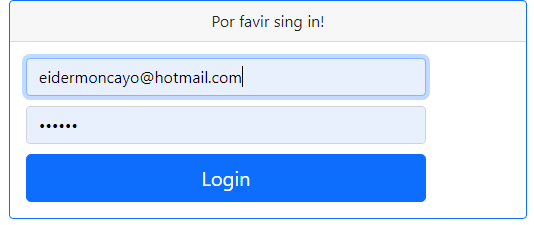 Por favir sing in!
eidermoncayo@hotmail.com
••••••
Login